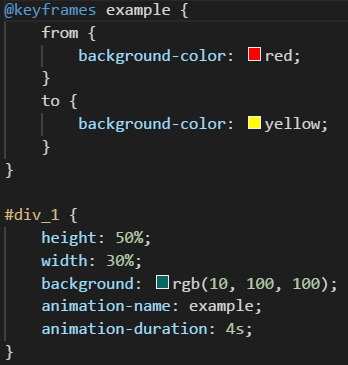 @keyframes example {
    from {
        background-color: red;
    }
    to {
        background-color: yellow;
    }
}

#div_1 {
    height: 50%;
    width: 30%;
    background: rgb(10, 100, 100);
    animation-name: example;
    animation-duration: 4s;
}